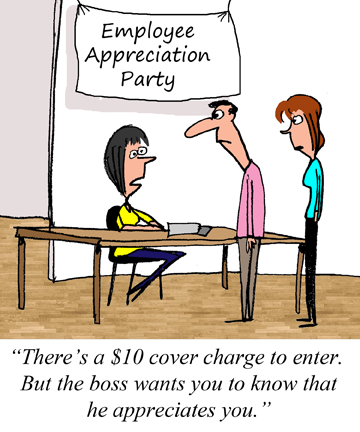 Employee
Appreciation
Party
“There’s a $10 cover charge to enter.
But the boss wants you to know that
he appreciates you.”